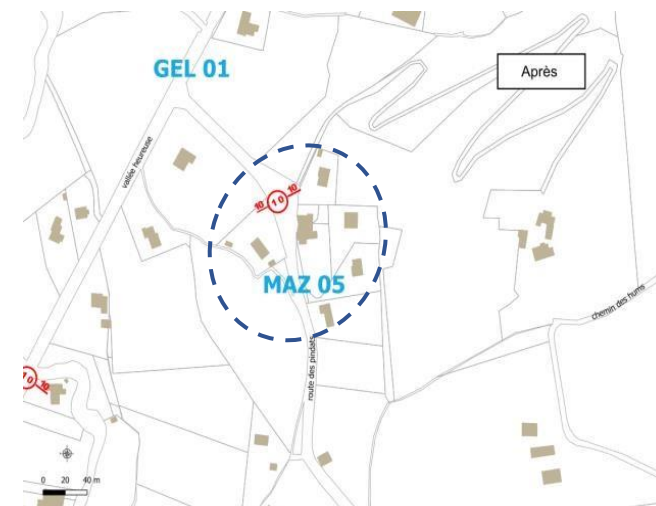 GEL 01
Après
vallée heureuse
10 10 10
MAZ 05
chemin des hums
route des pindats
10 10
0 20 40 m